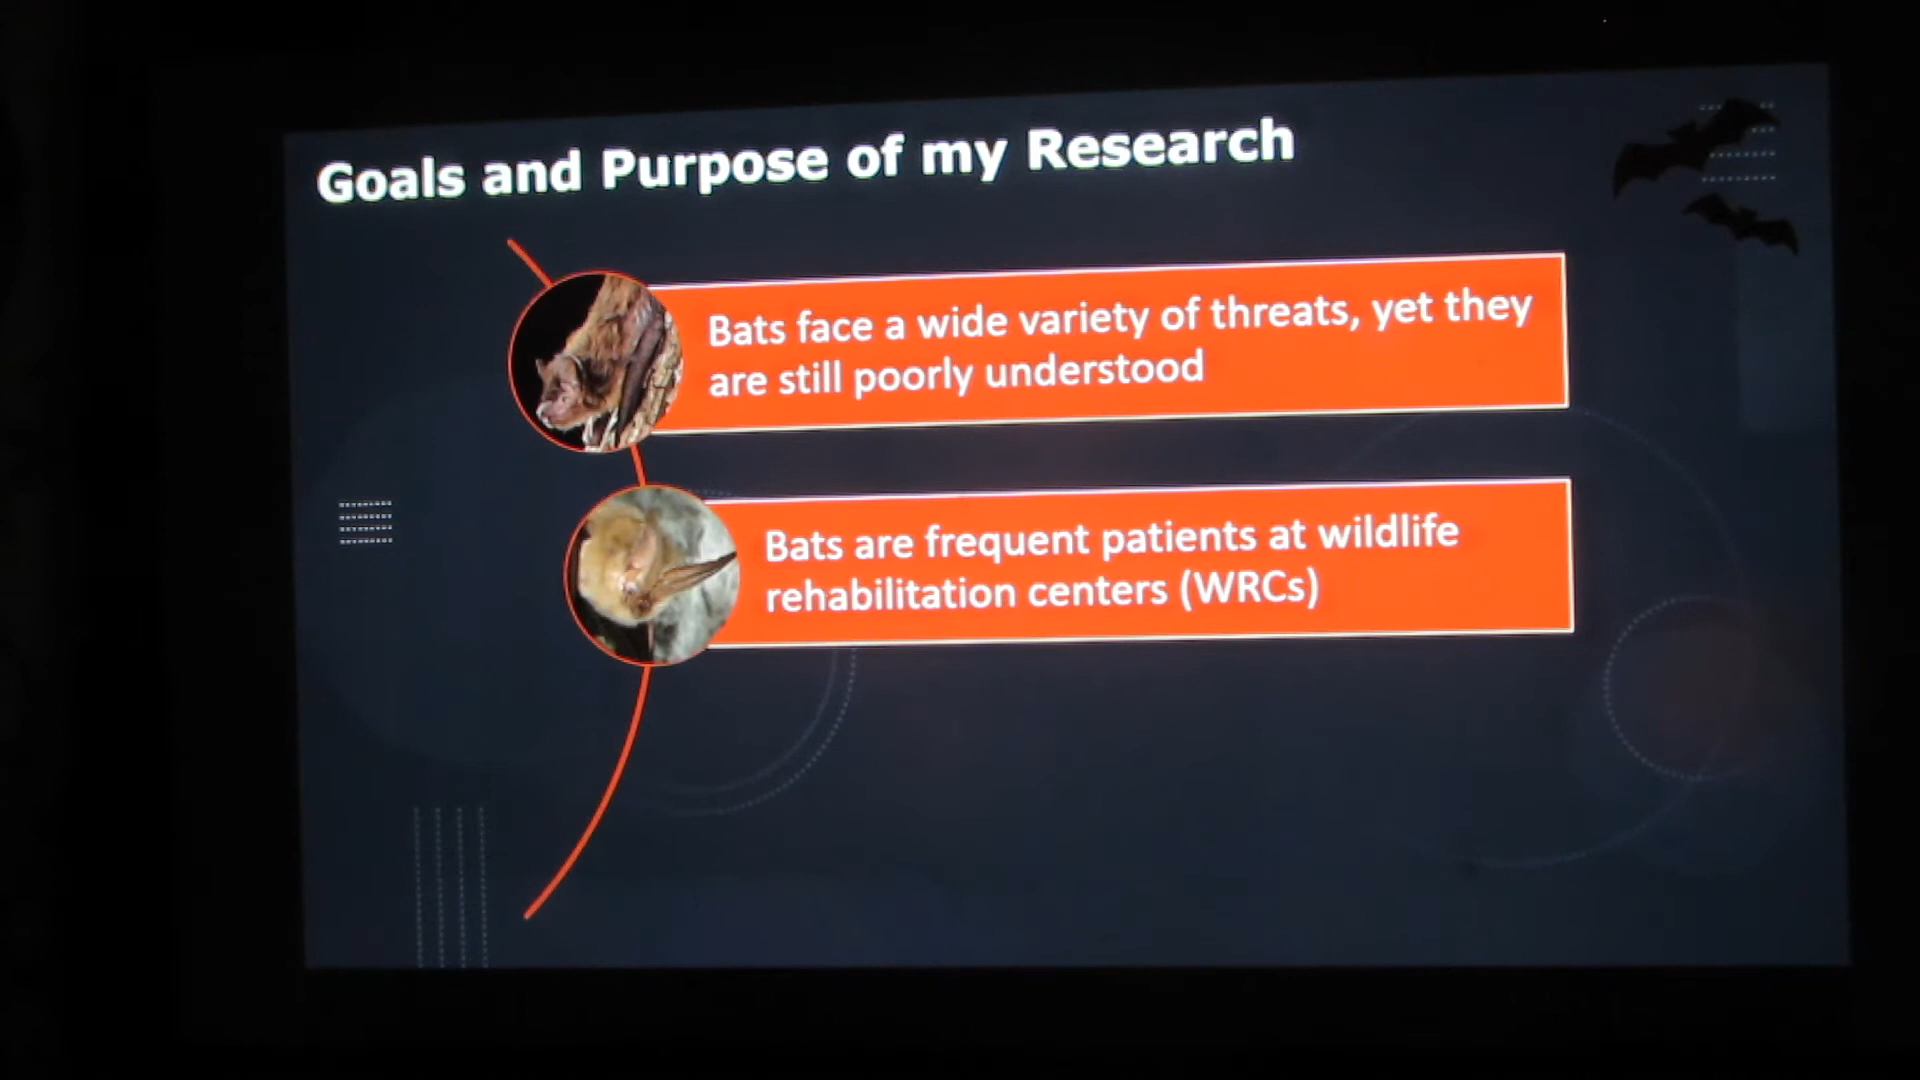 Goals and Purpose of my Research
Bats face a wide variety of threats, yet they
are still poorly understood
Bats are frequent patients at wildlife
rehabilitation centers (WRCs)